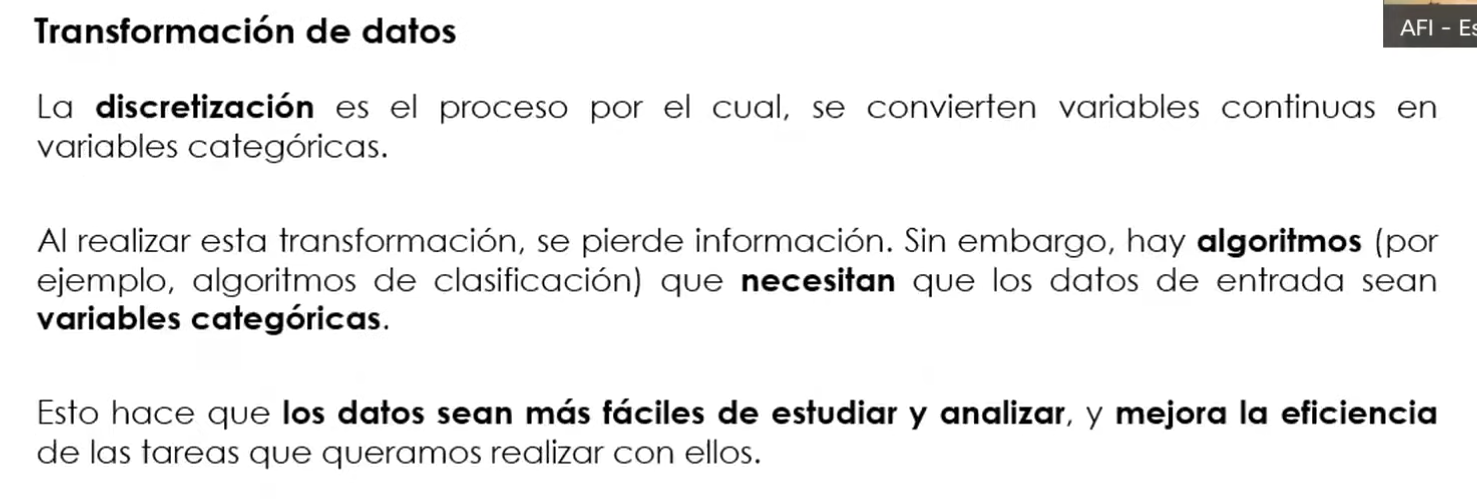 Transformación de datos
AFI - Es
La discretización es el proceso por el cual, se convierten variables continuas en
variables categóricas.
Al realizar esta transformación, se pierde información. Sin embargo, hay algoritmos (por
ejemplo, algoritmos de clasificación) que necesitan que los datos de entrada sean
variables categóricas.
Esto hace que los datos sean más fáciles de estudiar y analizar, y mejora la eficiencia
de las tareas que queramos realizar con ellos.